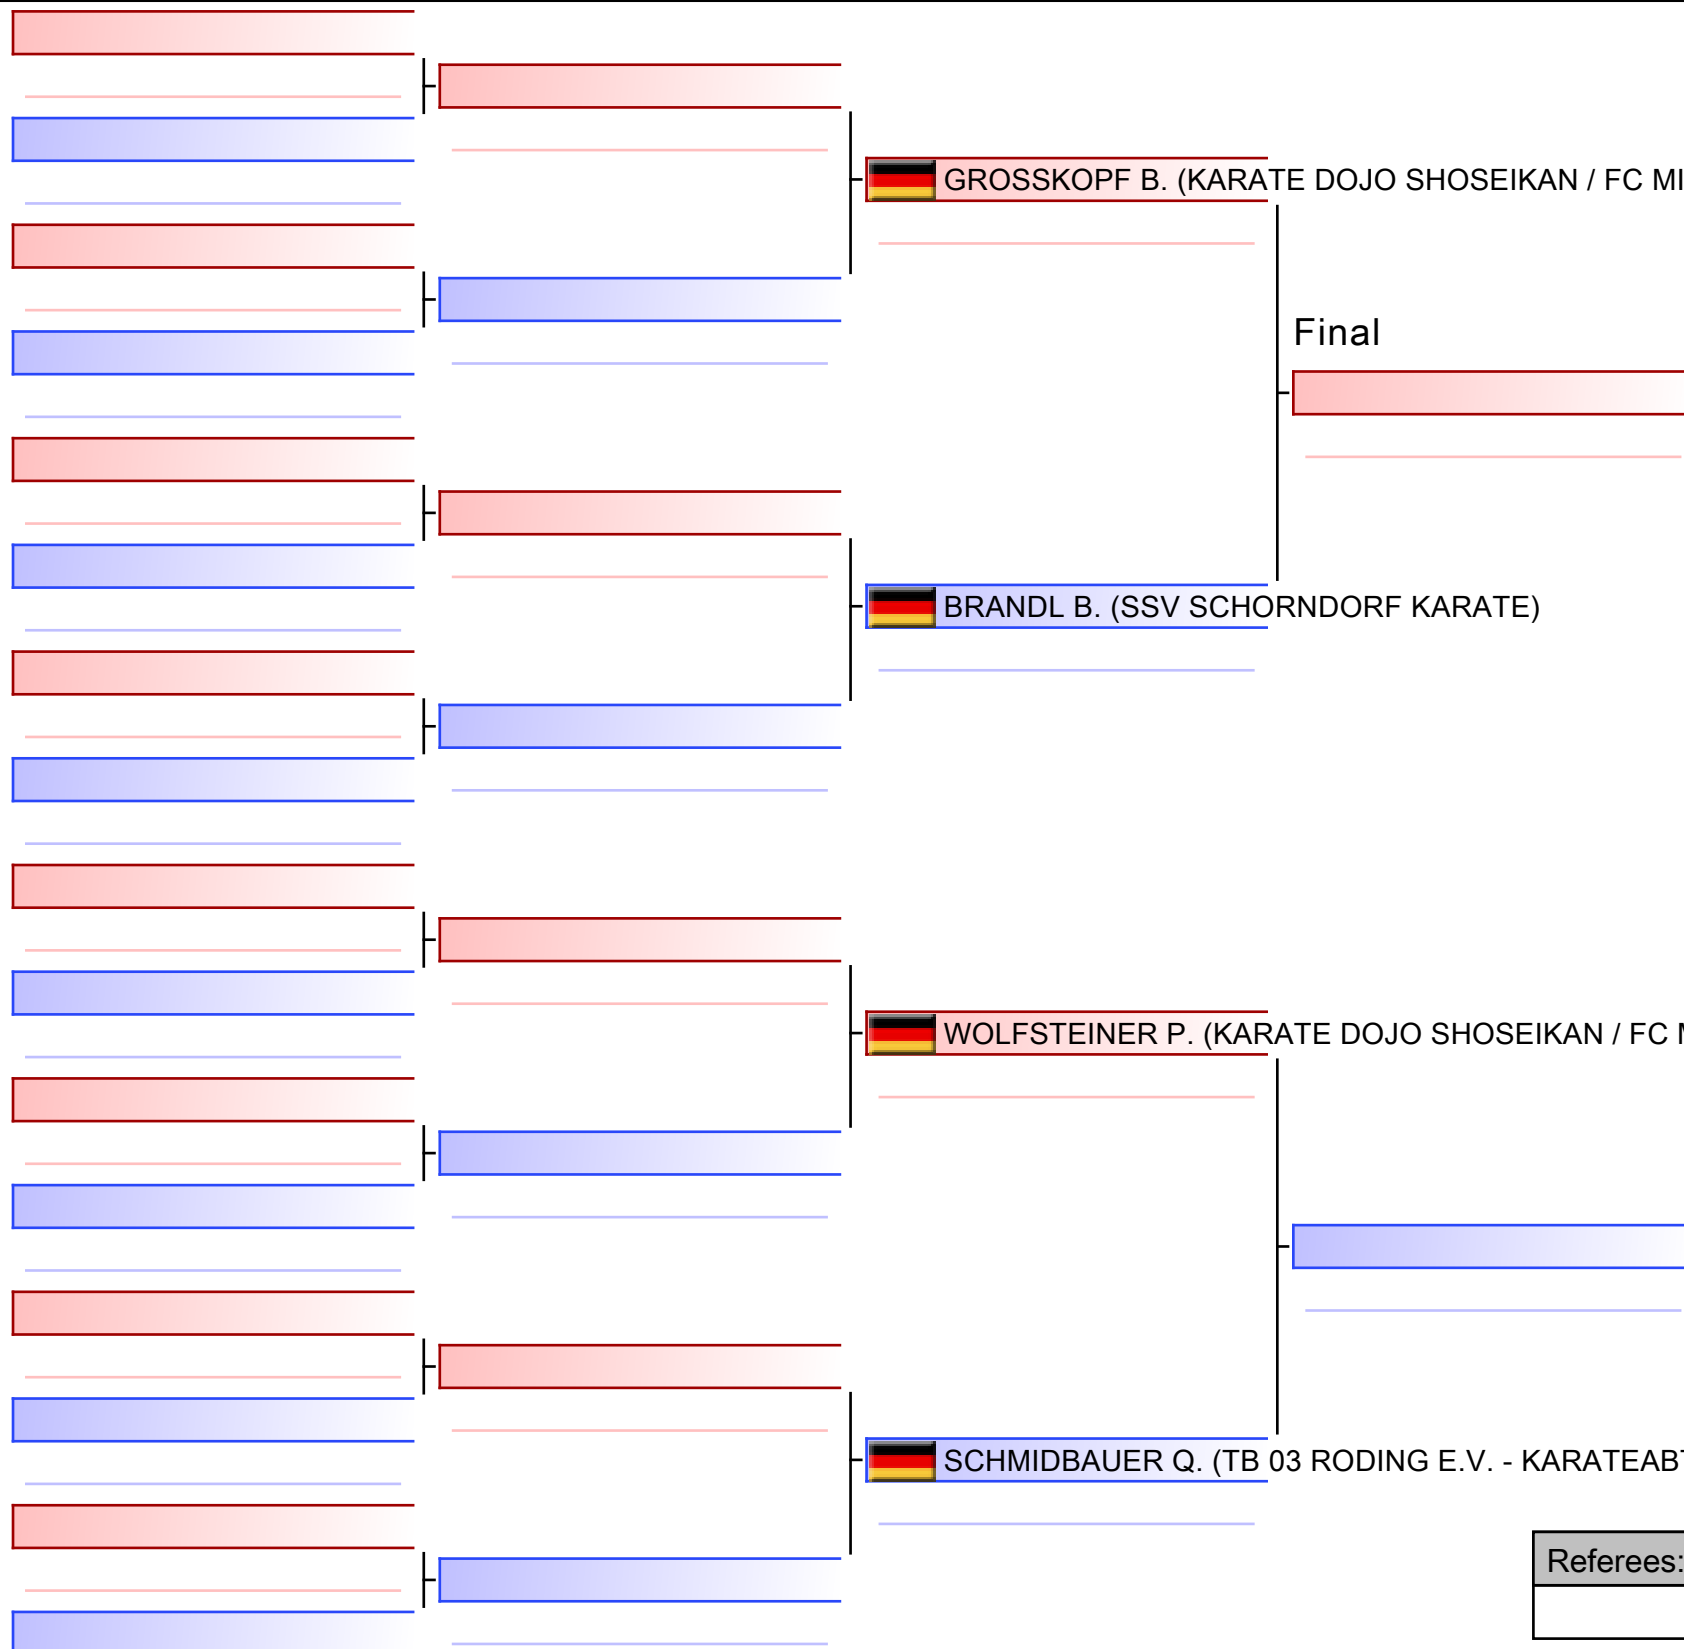 GROSSKOPF B. (KARATE DOJO SHOSEIKAN / FC MI
Final
BRANDL B. (SSV SCHORNDORF KARATE)
WOLFSTEINER P. (KARATE DOJO SHOSEIKAN / FC
SCHMIDBAUER Q. (TB 03 RODING E.V. - KARATEAB
Referees: